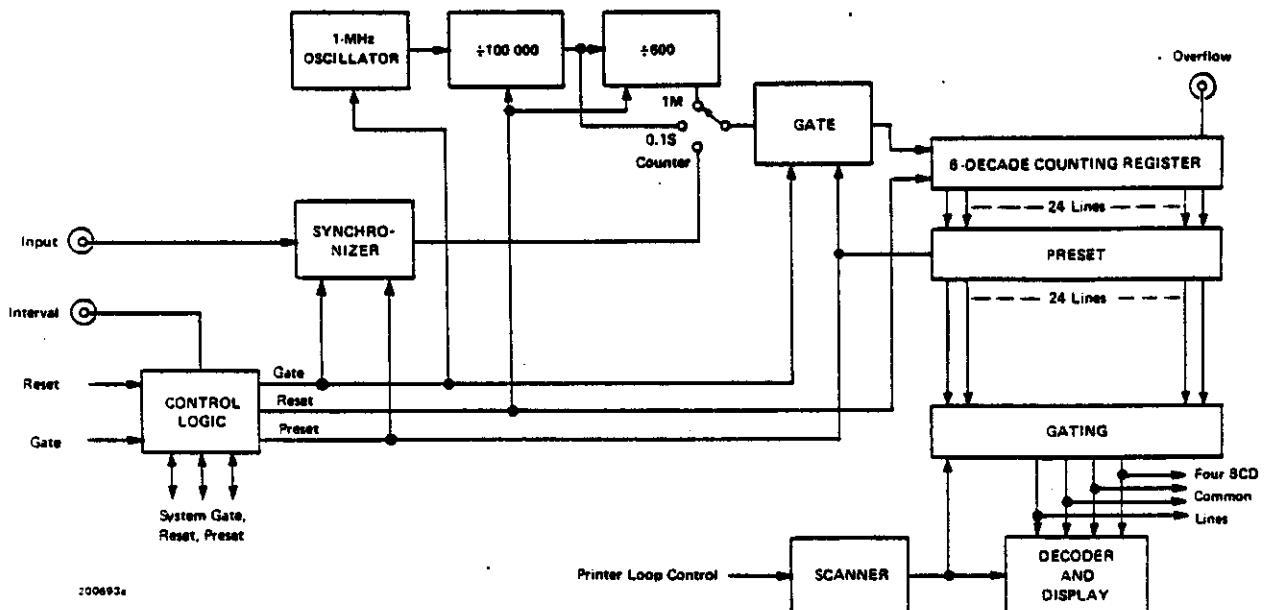 1-MHz
OSCILLATOR
÷100 000
÷600
Overflow
1M
0.1S
Counter
GATE
6-DECADE COUNTING REGISTER
24 Lines
Input
SYNCHRO-
NIZER
PRESET
24 Lines
Interval
Reset
Gate
CONTROL
LOGIC
Gate
Reset
Preset
GATING
System Gate,
Reset, Preset
Four BCD
Common
Lines
Printer Loop Control
SCANNER
DECODER
AND
DISPLAY
200693a